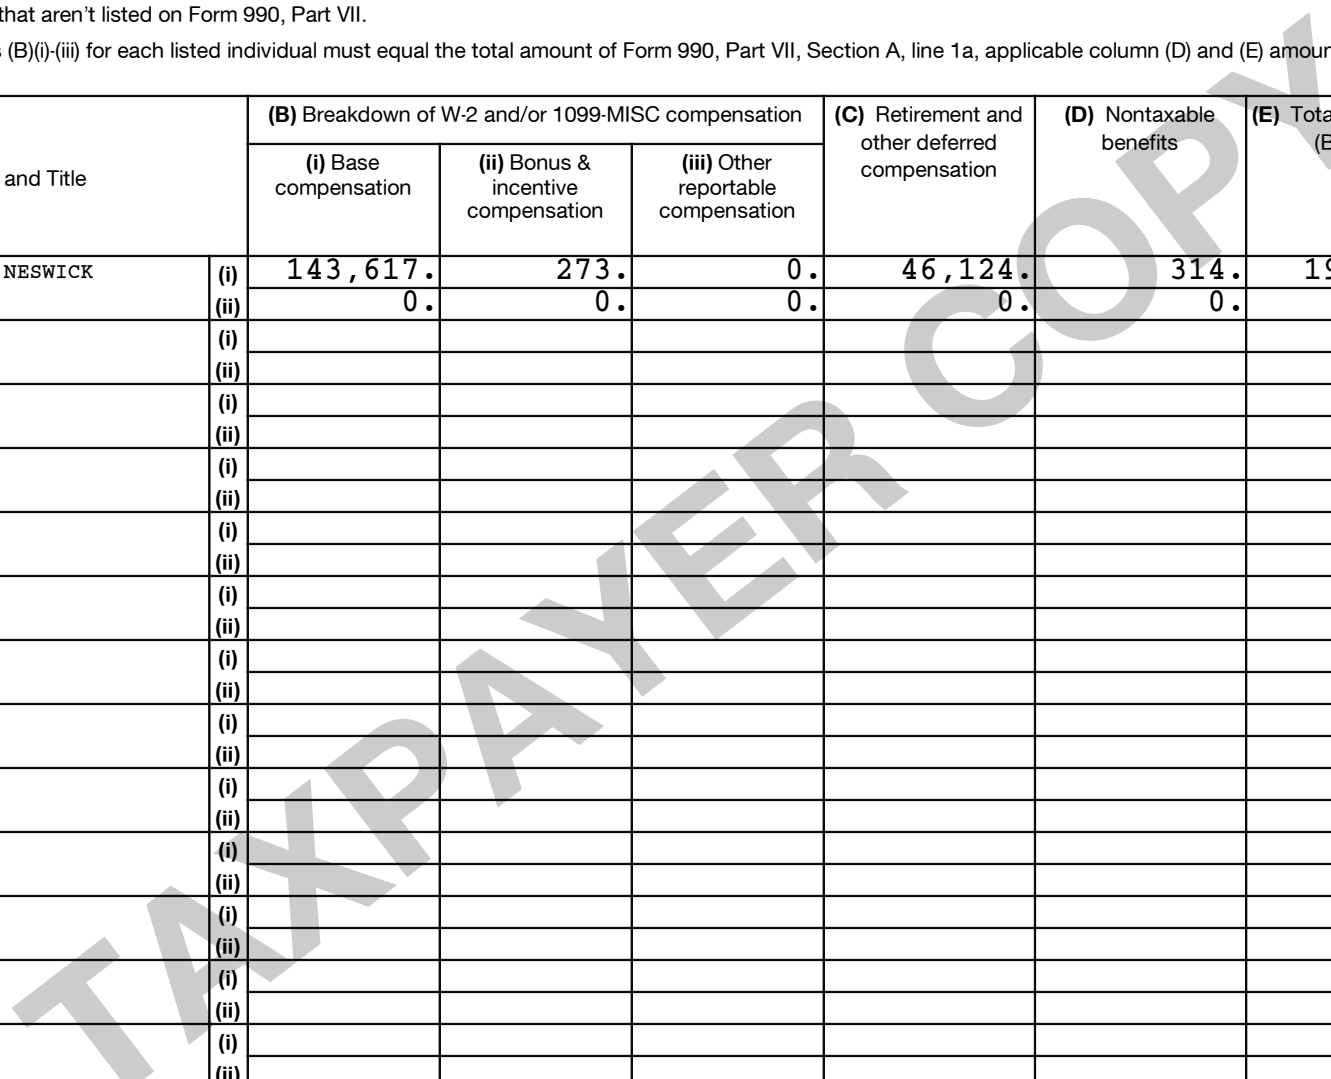 that aren't listed on Form 990, Part VII.
(B)(i)-(iii) for each listed individual must equal the total amount of Form 990, Part VII, Section A, line 1a, applicable column (D) and (E)
(B) Breakdown of W-2 and/or 1099-MISC compensation
(C) Retirement and
other deferred
compensation
(D) Nontaxable
benefits
(E)
and Title
(i) Base
compensation
(ii) Bonus &
incentive
compensation
(iii) Other
reportable
compensation
NESWICK (i) 143,617. 273. 0. 46,124. 314. 19
(ii) 0. 0. 0. 0. 0.
(i)
(ii)
(i)
(ii)
(i)
(ii)
(i)
(ii)
(i)
(ii)
(i)
(ii)
(i)
(ii)
(i)
(ii)
(i)
(ii)
(i)
(ii)
(i)
(ii)
(i)
(ii)
TAXPAYER COPY